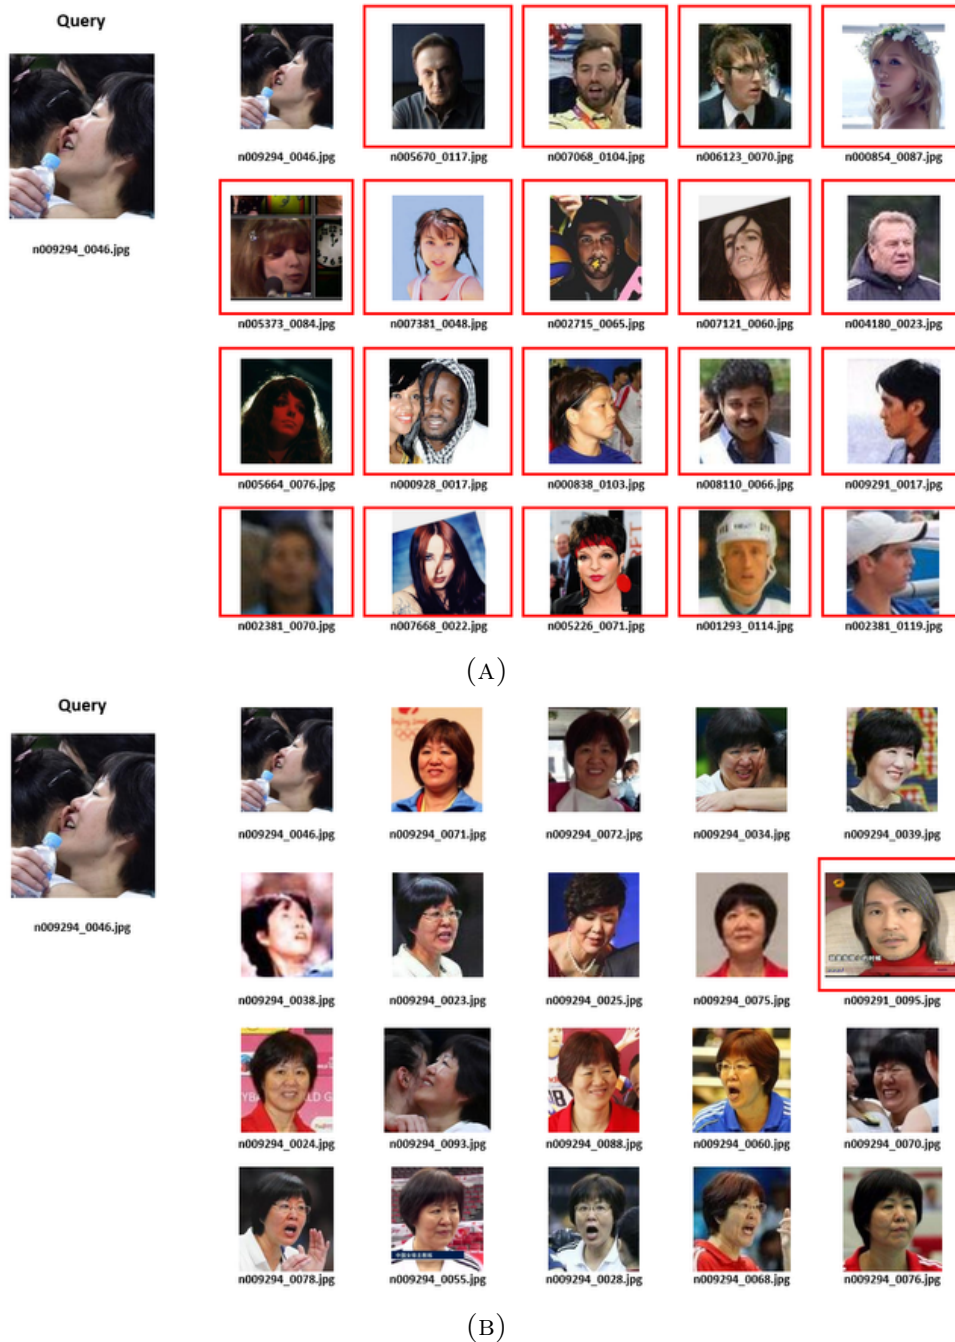 Query
n009294_0046.jpg
n009294_0046.jpg n005670_0117.jpg n007068_0104.jpg n006123_0070.jpg n000854_0087.jpg
n005373_0084.jpg n007381_0048.jpg n002715_0065.jpg n007121_0060.jpg n004180_0023.jpg
n005664_0076.jpg n000928_0017.jpg n000838_0103.jpg n008110_0066.jpg n009291_0017.jpg
n002381_0070.jpg n007668_0022.jpg n005226_0071.jpg n001293_0114.jpg n002381_0119.jpg
(A)
Query
n009294_0046.jpg
n009294_0046.jpg n009294_0071.jpg n009294_0072.jpg n009294_0034.jpg n009294_0039.jpg
n009294_0038.jpg n009294_0023.jpg n009294_0025.jpg n009294_0075.jpg n009291_0095.jpg
n009294_0024.jpg n009294_0093.jpg n009294_0088.jpg n009294_0060.jpg n009294_0070.jpg
n009294_0078.jpg n009294_0055.jpg n009294_0028.jpg n009294_0068.jpg n009294_0076.jpg
(B)